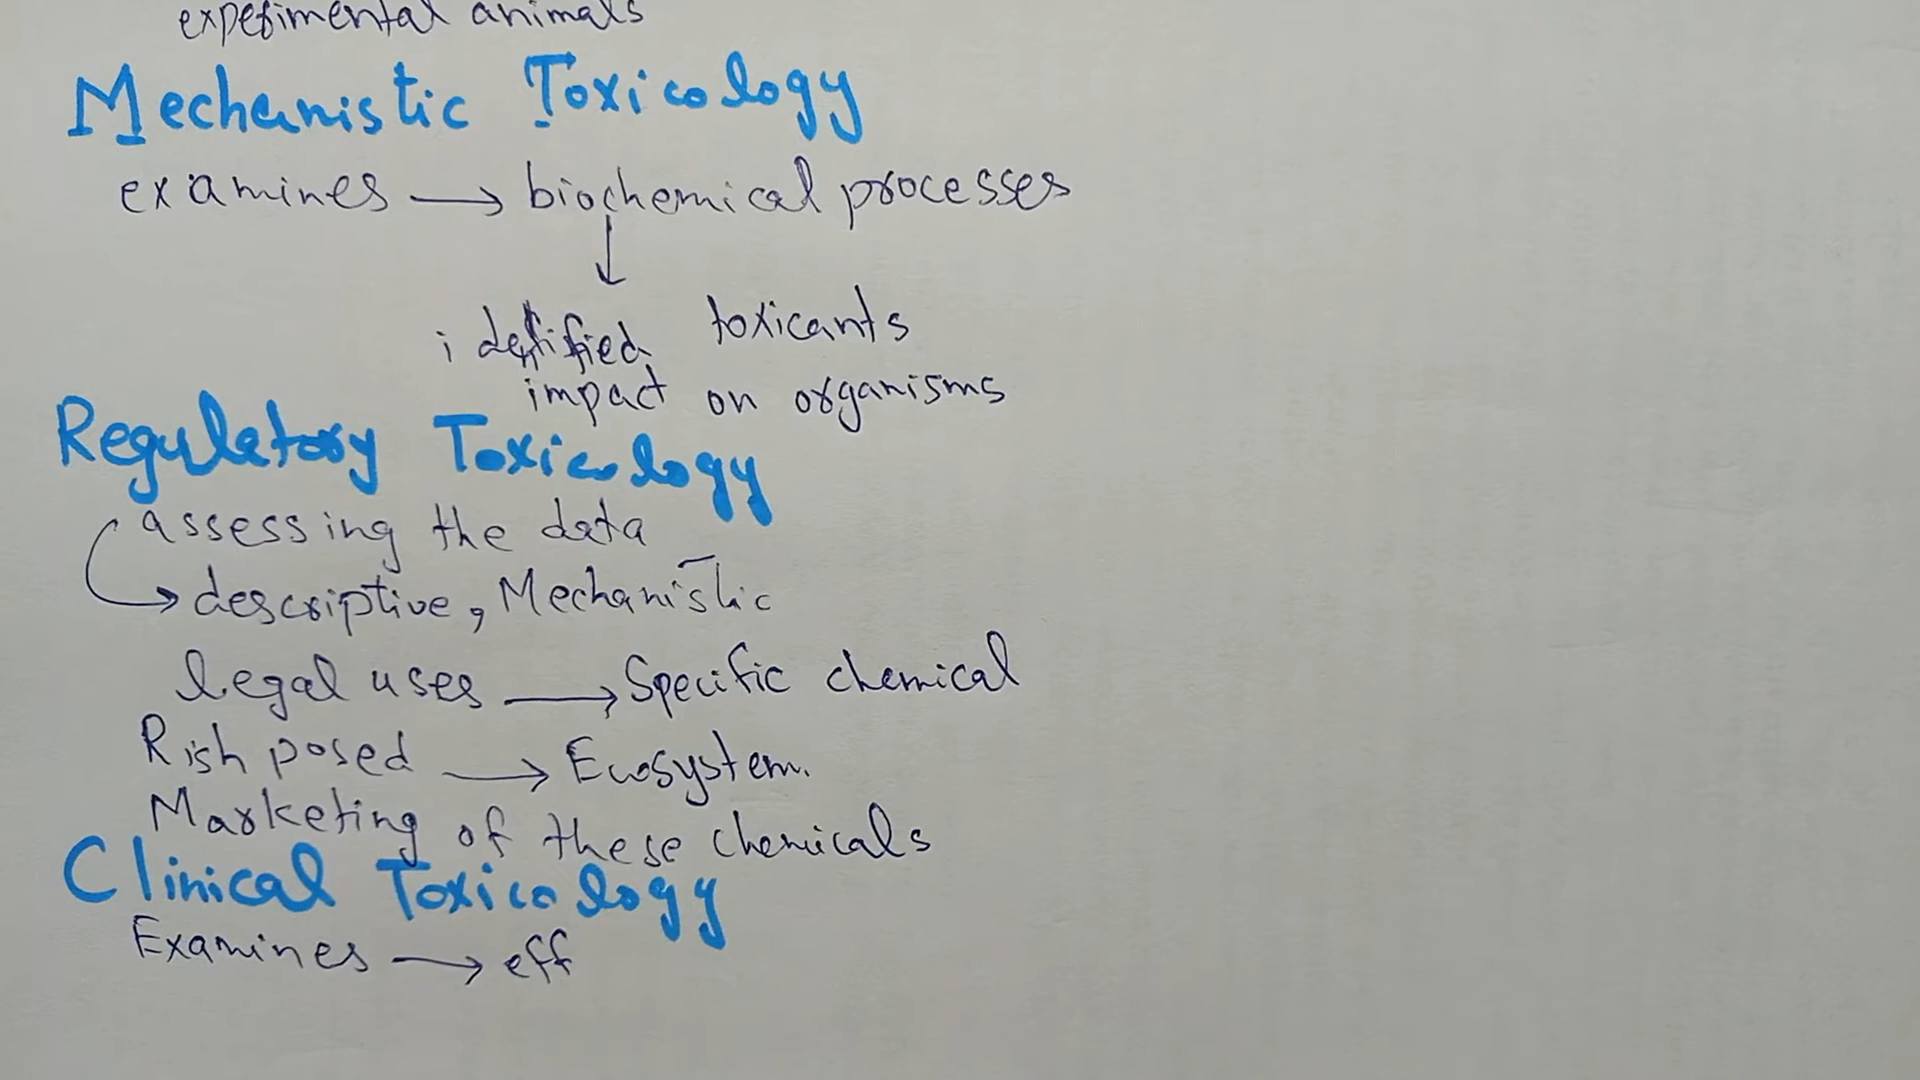 experimental animals
Mechanistic Toxicology
examines → biochemical processes
↓
identified toxicants
impact on organisms
Regulatory Toxicology
assessing the data
→ descriptive, Mechanistic
legal uses → Specific chemical
Risk posed → Ecosystem.
Marketing of these chemicals
Clinical Toxicology
Examines → eff